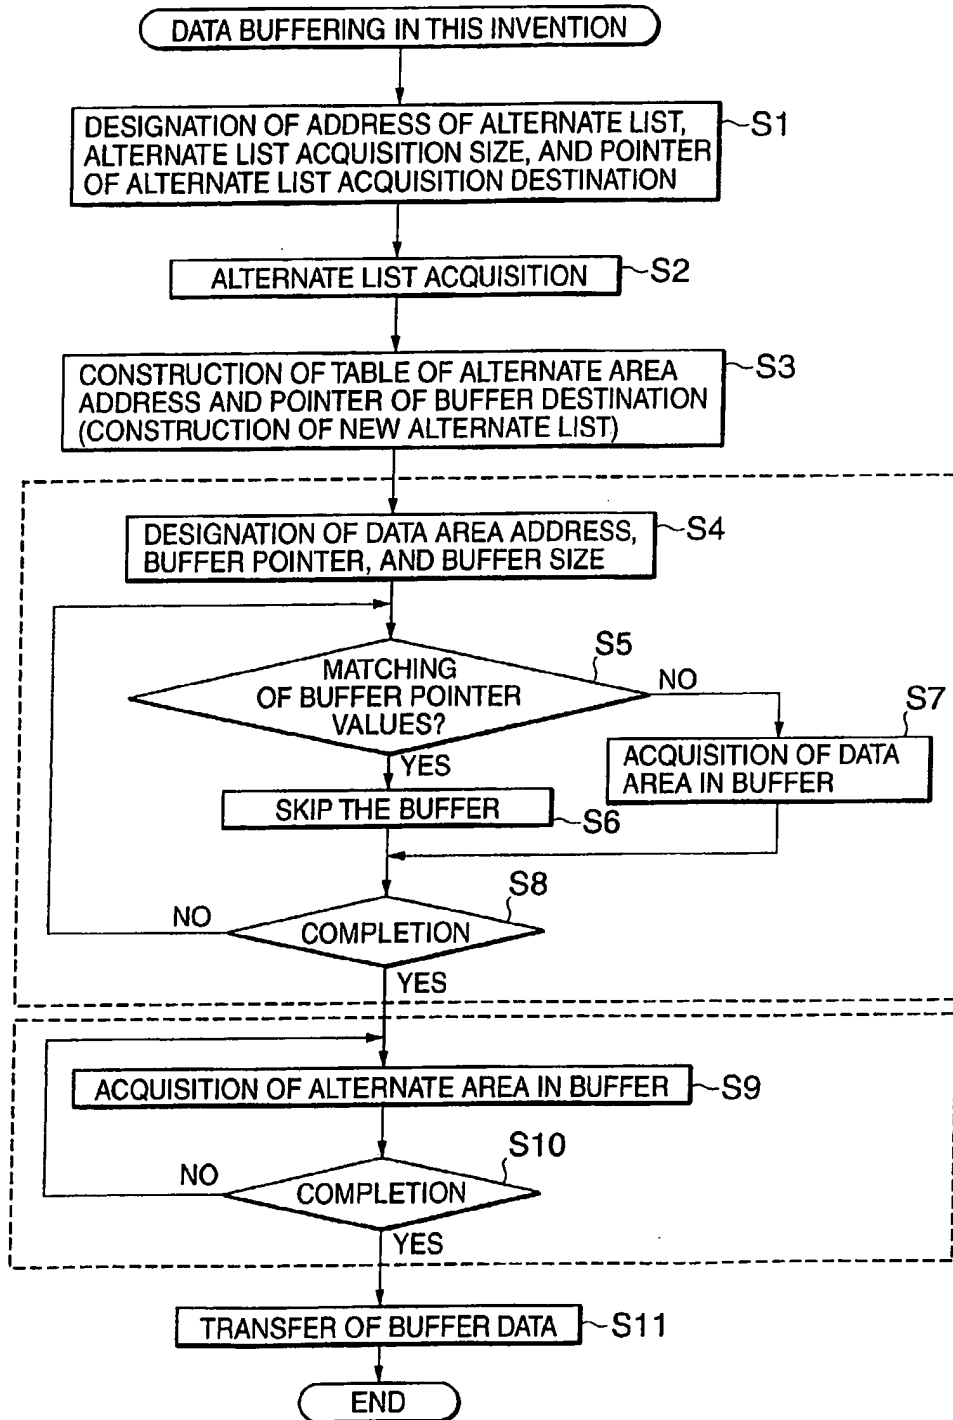 DATA BUFFERING IN THIS INVENTION
DESIGNATION OF ADDRESS OF ALTERNATE LIST,
ALTERNATE LIST ACQUISITION SIZE, AND POINTER
OF ALTERNATE LIST ACQUISITION DESTINATION
S1
ALTERNATE LIST ACQUISITION
S2
CONSTRUCTION OF TABLE OF ALTERNATE AREA
ADDRESS AND POINTER OF BUFFER DESTINATION
(CONSTRUCTION OF NEW ALTERNATE LIST)
S3
DESIGNATION OF DATA AREA ADDRESS,
BUFFER POINTER, AND BUFFER SIZE
S4
MATCHING
OF BUFFER POINTER
VALUES?
S5
NO
YES
S7
ACQUISITION OF DATA
AREA IN BUFFER
SKIP THE BUFFER
S6
COMPLETION
S8
NO
YES
ACQUISITION OF ALTERNATE AREA IN BUFFER
S9
COMPLETION
S10
NO
YES
TRANSFER OF BUFFER DATA
S11
END